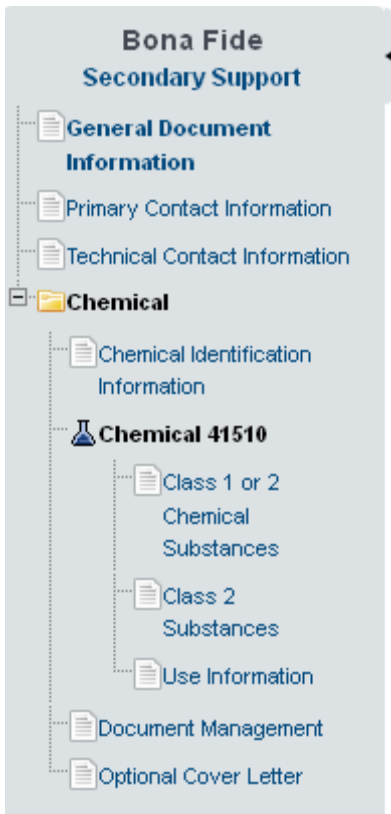 Bona Fide
Secondary Support
General Document
Information
Primary Contact Information
Technical Contact Information
Chemical
Chemical Identification
Information
Chemical 41510
Class 1 or 2
Chemical
Substances
Class 2
Substances
Use Information
Document Management
Optional Cover Letter